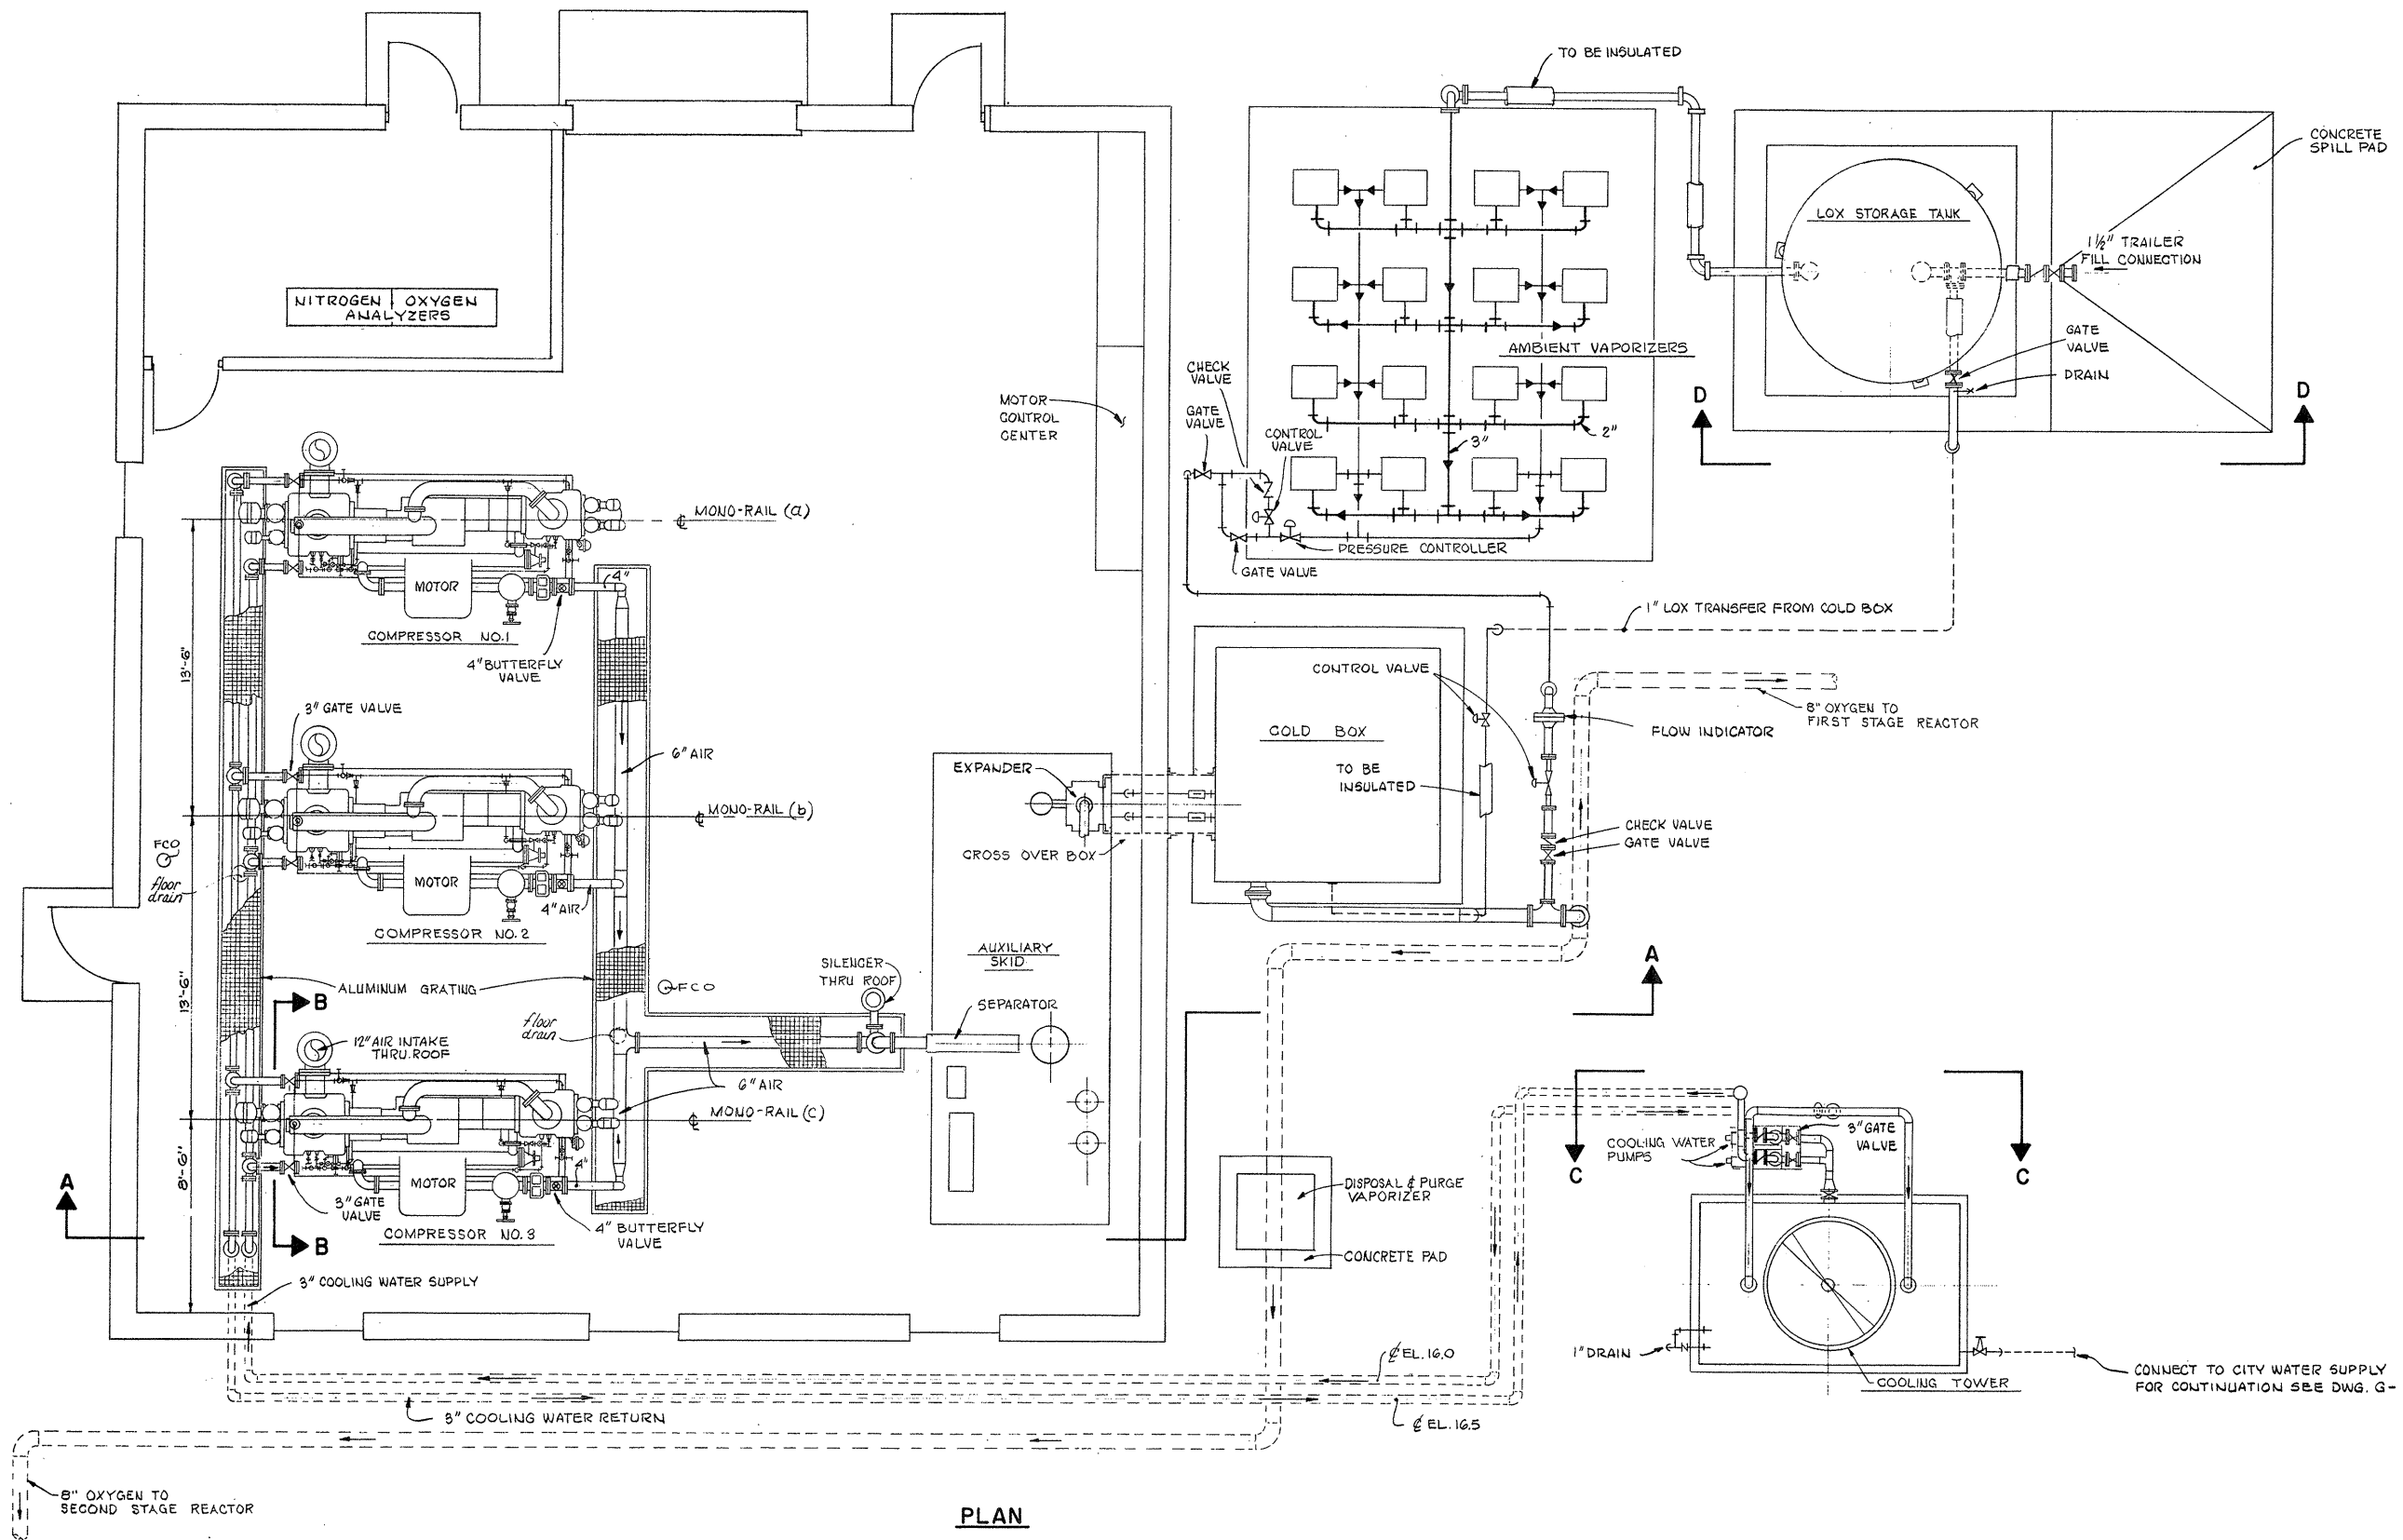 TO BE INSULATED
CONCRETE
SPILL PAD
LOX STORAGE TANK
1½" TRAILER
FILL CONNECTION
NITROGEN OXYGEN
ANALYZERS
GATE
VALVE
DRAIN
AMBIENT VAPORIZERS
CHECK
VALVE
GATE
VALVE
CONTROL
VALVE
MOTOR
CONTROL
CENTER
2"
3"
D
D
MONO-RAIL (a)
PRESSURE CONTROLLER
GATE VALVE
MOTOR
4"
COMPRESSOR NO.1
4" BUTTERFLY
VALVE
1" LOX TRANSFER FROM COLD BOX
13'-6"
CONTROL VALVE
3" GATE VALVE
8" OXYGEN TO
FIRST STAGE REACTOR
FLOW INDICATOR
COLD BOX
6" AIR
EXPANDER
TO BE
INSULATED
MONO-RAIL (b)
CHECK VALVE
GATE VALVE
CROSS OVER BOX
FCO
floor
drain
MOTOR
4" AIR
COMPRESSOR NO.2
AUXILIARY
SKID
A
SILENCER
THRU ROOF
13'-6"
ALUMINUM GRATING
FCO
B
SEPARATOR
floor
drain
12" AIR INTAKE
THRU. ROOF
6" AIR
MONO-RAIL (C)
3" GATE
VALVE
COOLING WATER
PUMPS
C
C
8'-6"
A
MOTOR
4"
DISPOSAL & PURGE
VAPORIZER
3" GATE
VALVE
COMPRESSOR NO. 3
4" BUTTERFLY
VALVE
B
CONCRETE PAD
3" COOLING WATER SUPPLY
1" DRAIN
℄ EL. 16.0
COOLING TOWER
CONNECT TO CITY WATER SUPPLY
FOR CONTINUATION SEE DWG. G-
3" COOLING WATER RETURN
℄ EL. 16.5
8" OXYGEN TO
SECOND STAGE REACTOR
PLAN